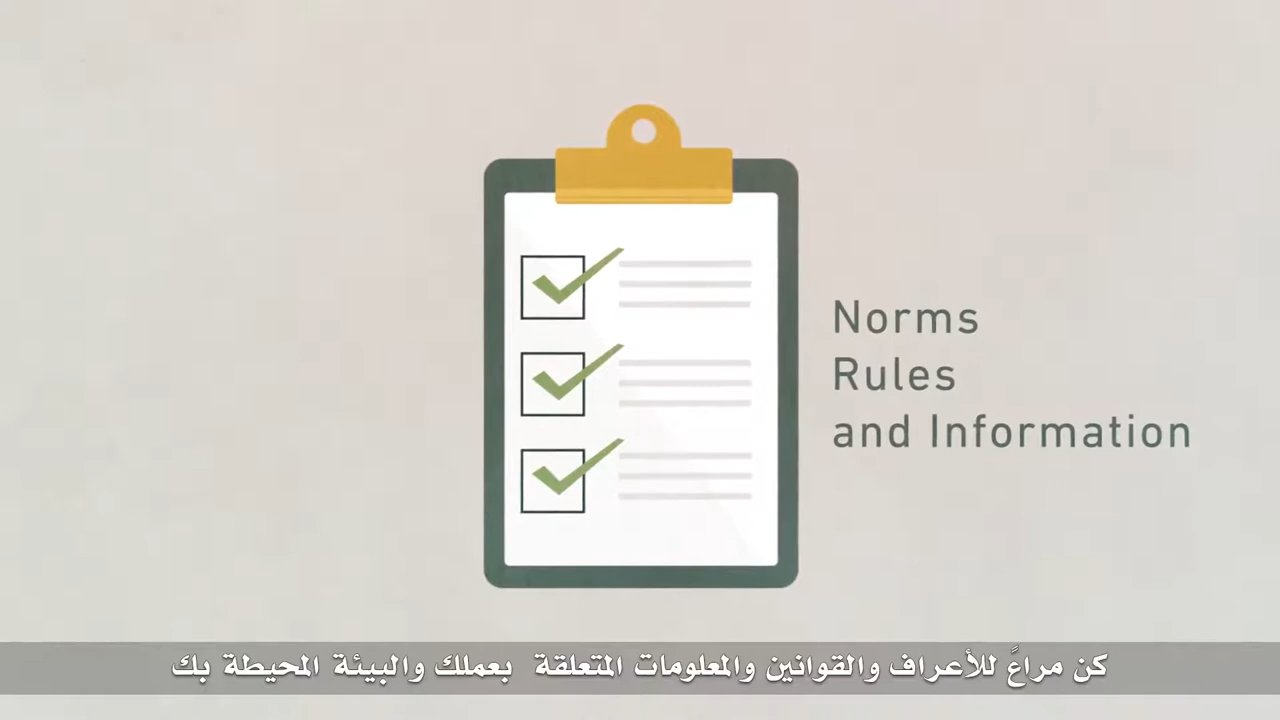 Norms
Rules
and Information
كن مراعً للأعراف والقوانين والمعلومات المتعلقة بعملك والبيئة المحيطة بك